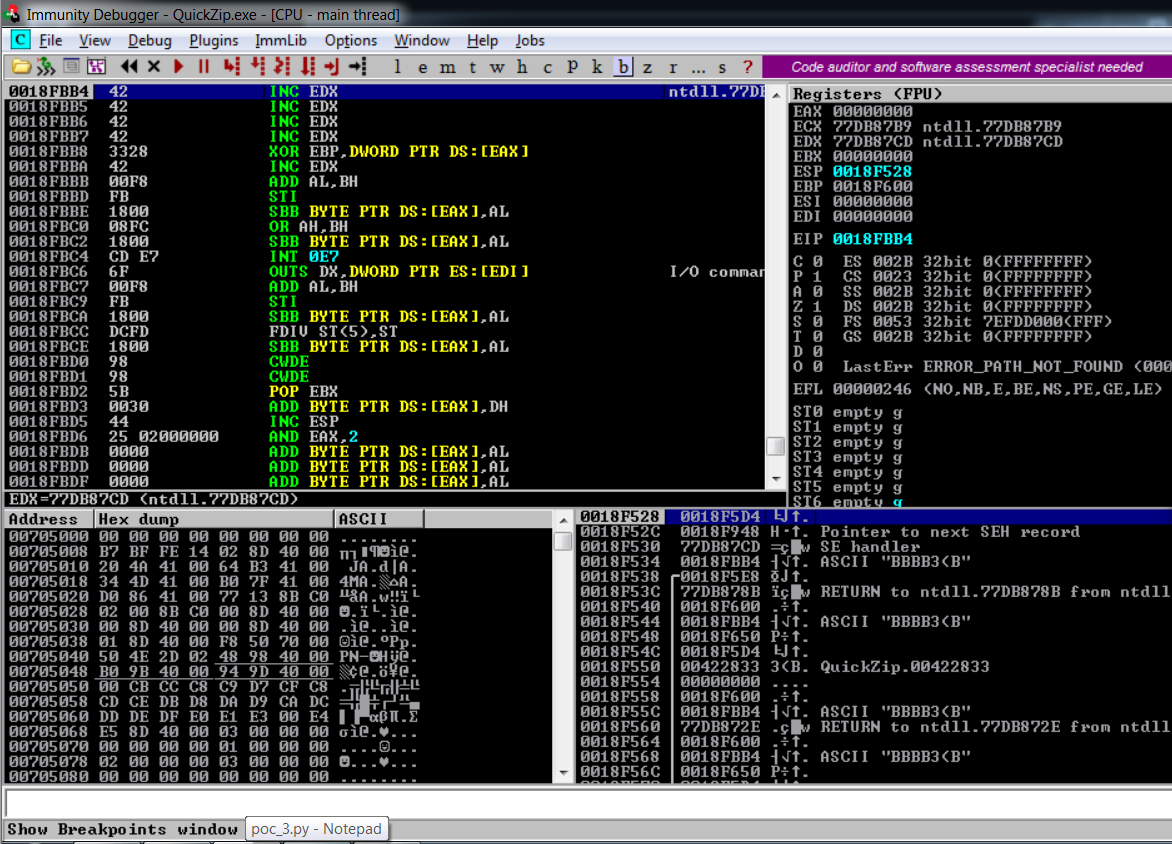 Immunity Debugger - QuickZip.exe - [CPU - main thread]
C File View Debug Plugins ImmLib Options Window Help Jobs
l e m t w h c P k b z r ... s ? Code auditor and software assessment specialist needed
0018FBB4 42 INC EDX ntdll.77DB
0018FBB5 42 INC EDX
0018FBB6 42 INC EDX
0018FBB7 42 INC EDX
0018FBB8 3328 XOR EBP,DWORD PTR DS:[EAX]
0018FBBA 42 INC EDX
0018FBBB 00F8 ADD AL,BH
0018FBBD FB STI
0018FBBE 1800 SBB BYTE PTR DS:[EAX],AL
0018FBC0 08FC OR AH,BH
0018FBC2 1800 SBB BYTE PTR DS:[EAX],AL
0018FBC4 CD E7 INT 0E7
0018FBC6 6F OUTS DX,DWORD PTR ES:[EDI] I/O comman
0018FBC7 00F8 ADD AL,BH
0018FBC9 FB STI
0018FBCA 1800 SBB BYTE PTR DS:[EAX],AL
0018FBCC DCFD FDIV ST(5),ST
0018FBCE 1800 SBB BYTE PTR DS:[EAX],AL
0018FBD0 98 CWDE
0018FBD1 98 CWDE
0018FBD2 5B POP EBX
0018FBD3 0030 ADD BYTE PTR DS:[EAX],DH
0018FBD5 44 INC ESP
0018FBD6 25 02000000 AND EAX,2
0018FBDB 0000 ADD BYTE PTR DS:[EAX],AL
0018FBDD 0000 ADD BYTE PTR DS:[EAX],AL
0018FBDF 0000 ADD BYTE PTR DS:[EAX],AL
EDX=77DB87CD (ntdll.77DB87CD)
Registers (FPU)
EAX 00000000
ECX 77DB87B9 ntdll.77DB87B9
EDX 77DB87CD ntdll.77DB87CD
EBX 00000000
ESP 0018F528
EBP 0018F600
ESI 00000000
EDI 00000000
EIP 0018FBB4
C 0 ES 002B 32bit 0(FFFFFFFF)
P 1 CS 0023 32bit 0(FFFFFFFF)
A 0 SS 002B 32bit 0(FFFFFFFF)
Z 1 DS 002B 32bit 0(FFFFFFFF)
S 0 FS 0053 32bit 7EFDD000(FFF)
T 0 GS 002B 32bit 0(FFFFFFFF)
D 0
O 0 LastErr ERROR_PATH_NOT_FOUND (000
EFL 00000246 (NO,NB,E,BE,NS,PE,GE,LE)
ST0 empty g
ST1 empty g
ST2 empty g
ST3 empty g
ST4 empty g
ST5 empty g
ST6 empty g
Address Hex dump ASCII
00705000 00 00 00 00 00 00 00 00 ........
00705008 B7 BF FE 14 02 8D 40 00
00705010 20 4A 41 00 64 B3 41 00
00705018 34 4D 41 00 B0 7F 41 00
00705020 D0 86 41 00 77 13 8B C0
00705028 02 00 8B C0 00 8D 40 00
00705030 00 8D 40 00 00 8D 40 00
00705038 01 8D 40 00 F8 50 70 00
00705040 50 4E 2D 02 48 98 40 00
00705048 B0 9B 40 00 94 9D 40 00
00705050 00 CB CC C8 C9 D7 CF C8
00705058 CD CE DB D8 DA D9 CA DC
00705060 DD DE DF E0 E1 E3 00 E4
00705068 E5 8D 40 00 03 00 00 00
00705070 00 00 00 00 01 00 00 00
00705078 02 00 00 00 03 00 00 00
00705080 00 00 00 00 00 00 00 00 ........
0018F528 0018F5D4
0018F52C 0018F948 Pointer to next SEH record
0018F530 77DB87CD SE handler
0018F534 0018FBB4 ASCII "BBBB3(B"
0018F538 0018F5E8
0018F53C 77DB878B RETURN to ntdll.77DB878B from ntdll
0018F540 0018F600
0018F544 0018FBB4 ASCII "BBBB3(B"
0018F548 0018F650
0018F54C 0018F5D4
0018F550 00422833 3(B. QuickZip.00422833
0018F554 00000000 ....
0018F558 0018F600
0018F55C 0018FBB4 ASCII "BBBB3(B"
0018F560 77DB872E RETURN to ntdll.77DB872E from ntdll
0018F564 0018F600
0018F568 0018FBB4 ASCII "BBBB3(B"
0018F56C 0018F650
Show Breakpoints window
poc_3.py - Notepad